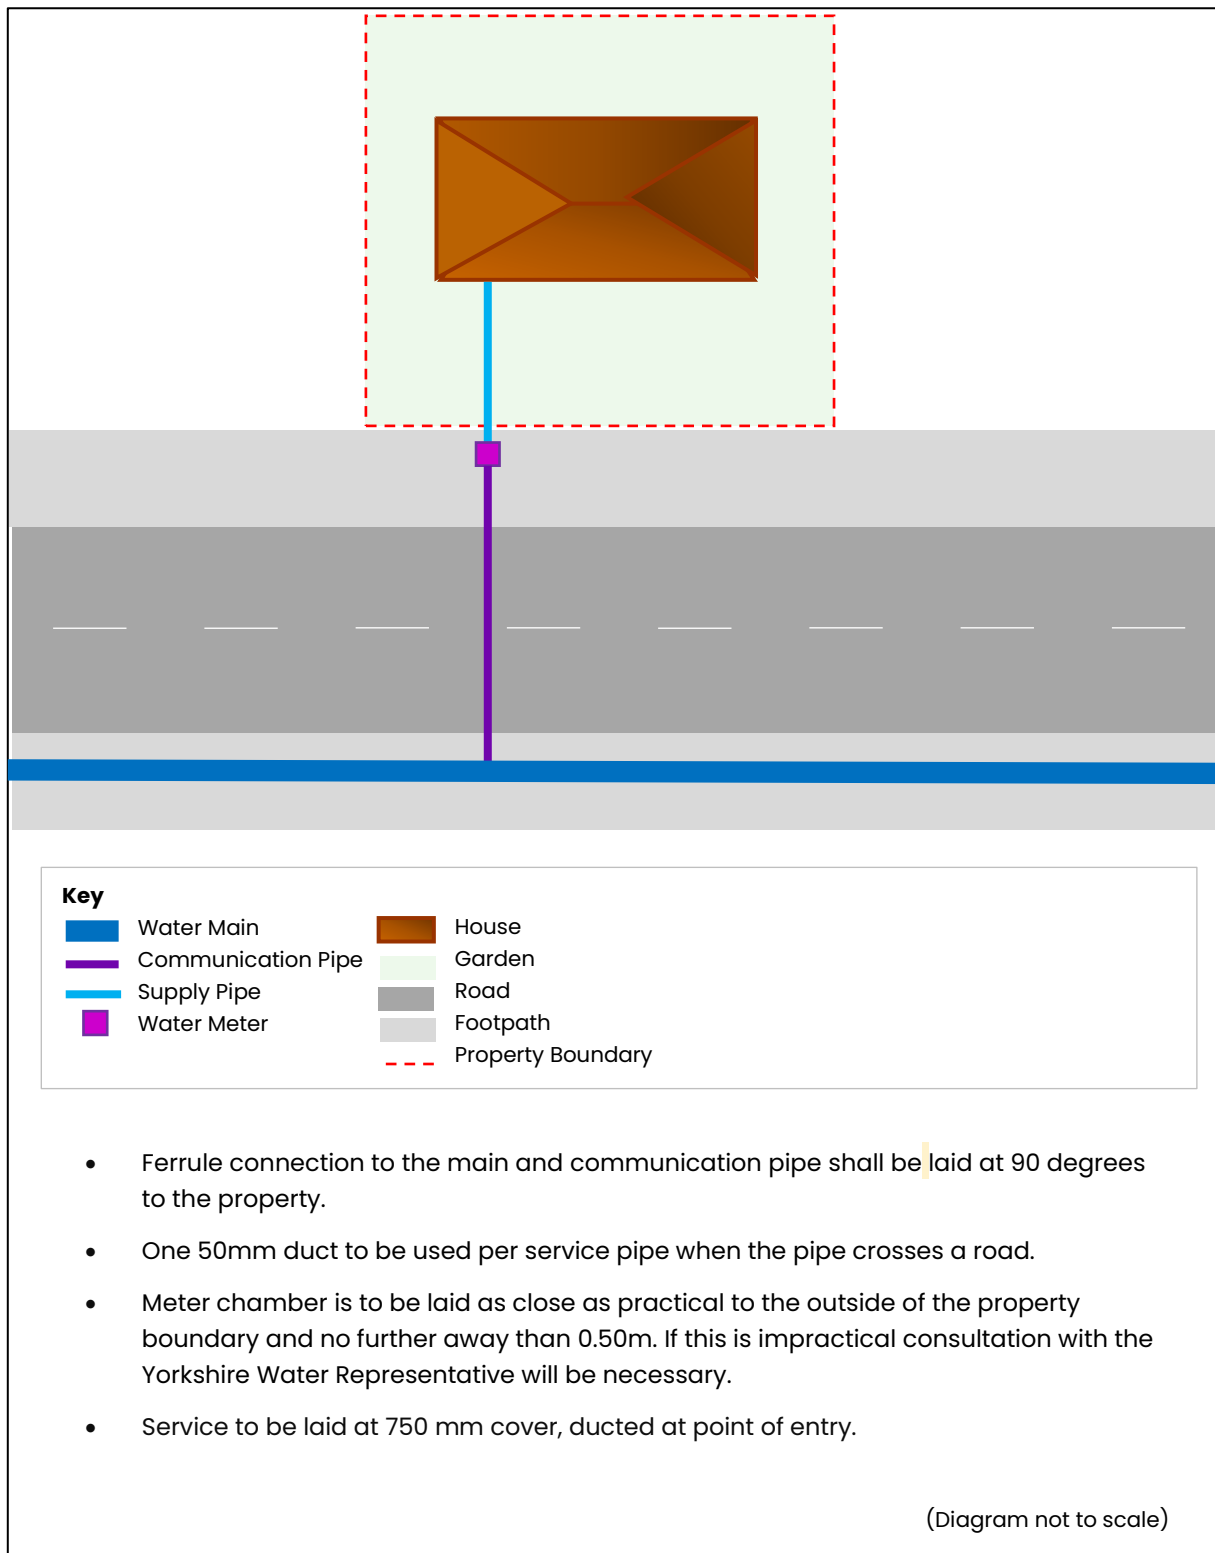 Key
Water Main
Communication Pipe
Supply Pipe
Water Meter
House
Garden
Road
Footpath
Property Boundary
• Ferrule connection to the main and communication pipe shall be laid at 90 degrees
to the property.
• One 50mm duct to be used per service pipe when the pipe crosses a road.
• Meter chamber is to be laid as close as practical to the outside of the property
boundary and no further away than 0.50m. If this is impractical consultation with the
Yorkshire Water Representative will be necessary.
• Service to be laid at 750 mm cover, ducted at point of entry.
(Diagram not to scale)